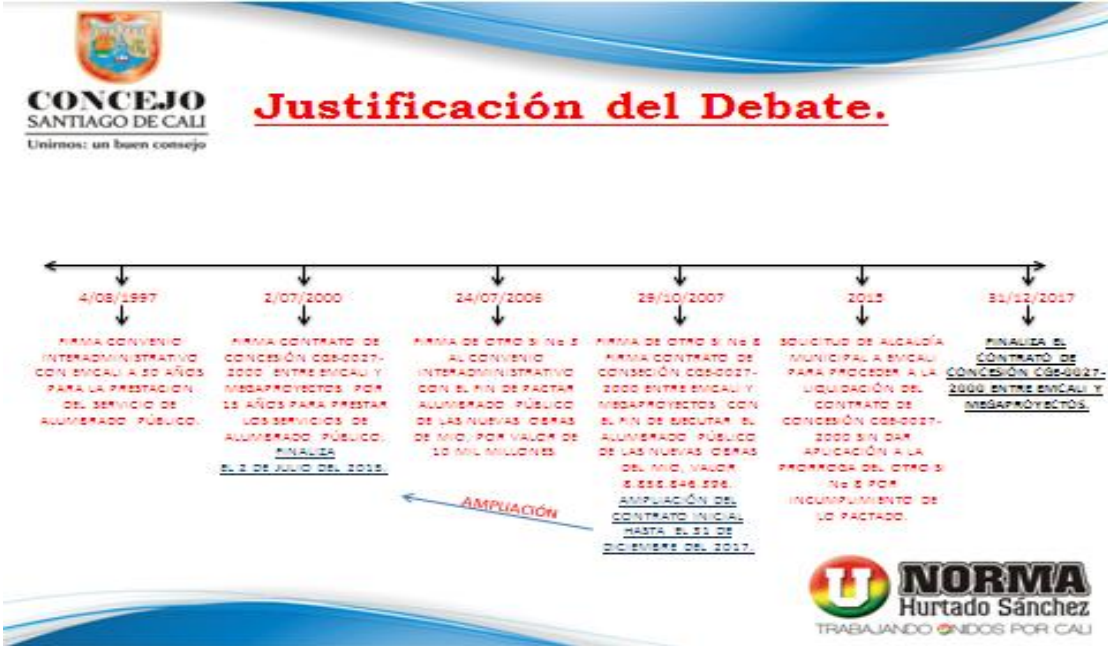 CONCEJO
SANTIAGO DE CALI
Unirnos: un buen consejo
Justificación del Debate.
4/08/1997
FIRMA CONVENIO
INTERADMINISTRATIVO
CON EMCALI A 30 AÑOS
PARA LA PRESTACION
DEL SERVICIO DE
ALUMBRADO PÚBLICO.
2/07/2000
FIRMA CONTRATO DE
CONCESIÓN CGE-0027-
2000 ENTRE EMCALI Y
MEGAPROYECTOS, POR
15 AÑOS PARA PRESTAR
LOS SERVICIOS DE
ALUMBRADO PÚBLICO.
FINALIZA
EL 2 DE JULIO DEL 2015.
24/07/2006
FIRMA DE OTRO SI No 3
AL CONVENIO
INTERADMINISTRATIVO
CON EL FIN DE PACTAR
ALUMBRADO PÚBLICO
DE LAS NUEVAS OBRAS
DE MIO, POR VALOR DE
10 MIL MILLONES
29/10/2007
FIRMA DE OTRO SI No 8
FIRMA CONTRATO DE
CONSECIÓN CGE-0027-
2000 ENTRE EMCALI Y
MEGAPROYECTOS, CON
EL FIN DE EJECUTAR EL
ALUMBRADO PÚBLICO
DE LAS NUEVAS OBRAS
DEL MIO, VALOR
AMPLIACIÓN DEL
CONTRATO INICIAL
HASTA EL 31 DE
DICIEMBRE DEL 2017.
AMPLIACIÓN
2015
SOLICITUD DE ALCALDÍA
MUNICIPAL A EMCALI
PARA PROCEDER A LA
LIQUIDACIÓN DEL
CONTRATO DE
CONCESIÓN CGE-0027-
2000 SIN DAR
APLICACIÓN A LA
PRORROGA DEL OTRO SI
No 8 POR
INCUMPLIMIENTO DE
LO PACTADO.
31/12/2017
FINALIZA EL
CONTRATO DE
CONCESIÓN CGE-0027-
2000 ENTRE EMCALI Y
MEGAPROYECTOS.
U NORMA
Hurtado Sánchez
TRABAJANDO UNIDOS POR CALI